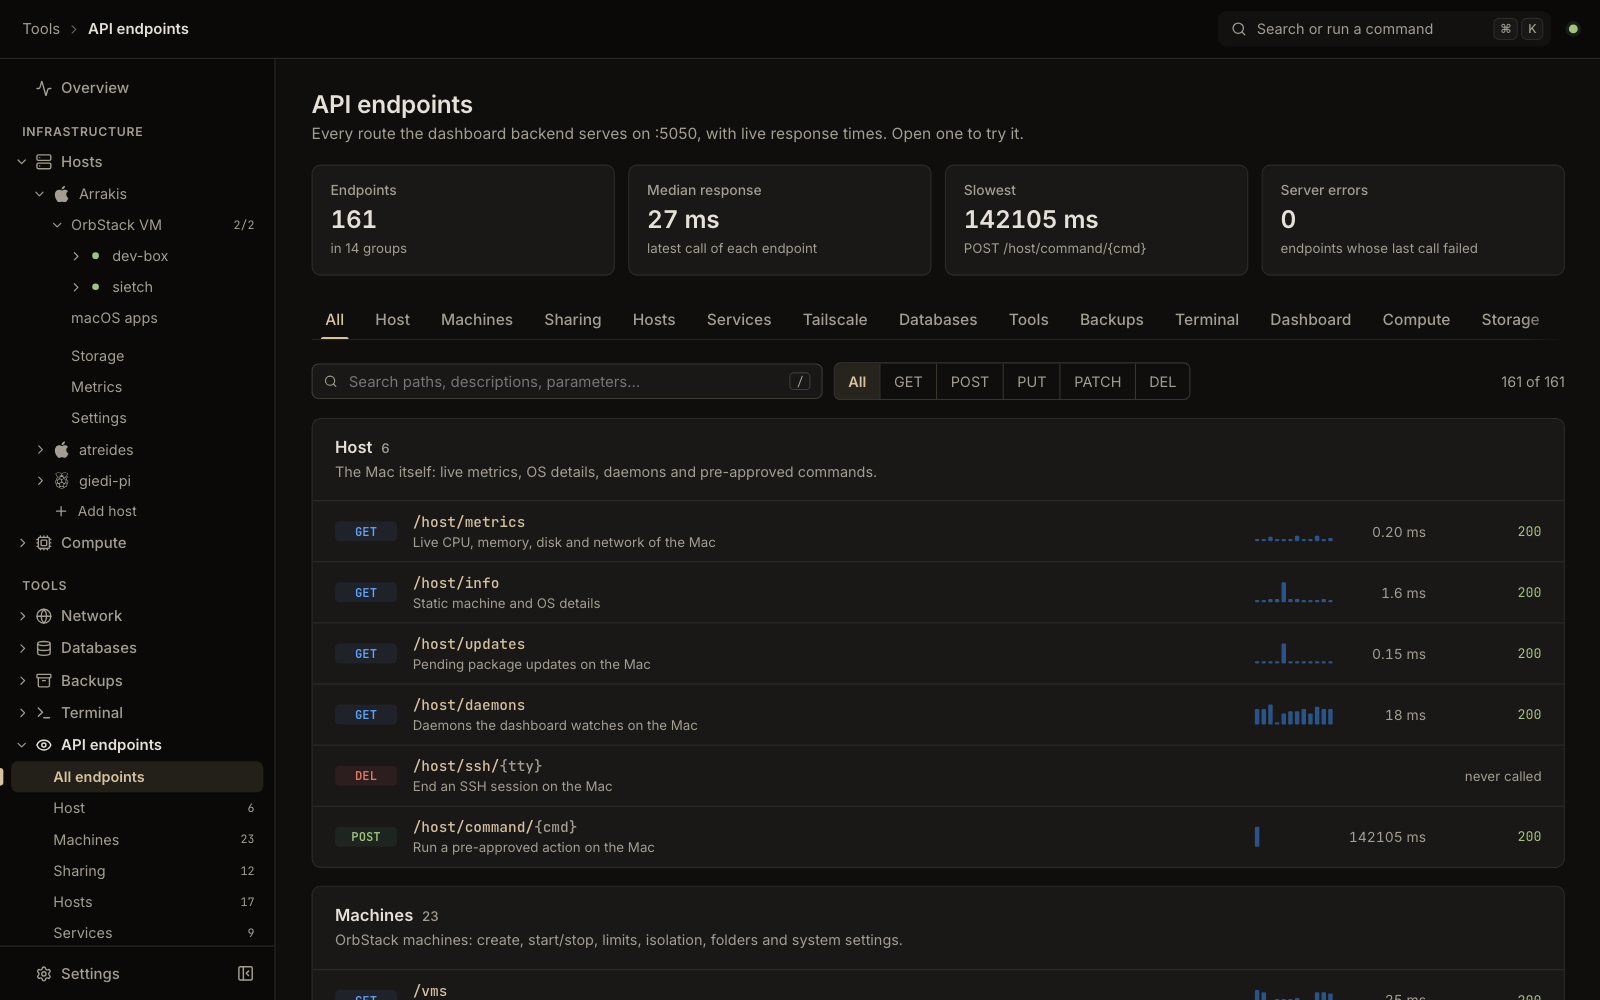 Tools > API endpoints
Search or run a command ⌘ K
Overview
INFRASTRUCTURE
Hosts
Arrakis
OrbStack VM 2/2
dev-box
sietch
macOS apps
Storage
Metrics
Settings
atreides
giedi-pi
+ Add host
Compute
TOOLS
Network
Databases
Backups
Terminal
API endpoints
All endpoints
Host 6
Machines 23
Sharing 12
Hosts 17
Services 9
Settings
API endpoints
Every route the dashboard backend serves on :5050, with live response times. Open one to try it.
Endpoints
161
in 14 groups
Median response
27 ms
latest call of each endpoint
Slowest
142105 ms
POST /host/command/{cmd}
Server errors
0
endpoints whose last call failed
All Host Machines Sharing Hosts Services Tailscale Databases Tools Backups Terminal Dashboard Compute Storage
Search paths, descriptions, parameters... /
All GET POST PUT PATCH DEL
161 of 161
Host 6
The Mac itself: live metrics, OS details, daemons and pre-approved commands.
GET /host/metrics 0.20 ms 200
Live CPU, memory, disk and network of the Mac
GET /host/info 1.6 ms 200
Static machine and OS details
GET /host/updates 0.15 ms 200
Pending package updates on the Mac
GET /host/daemons 18 ms 200
Daemons the dashboard watches on the Mac
DEL /host/ssh/{tty} never called
End an SSH session on the Mac
POST /host/command/{cmd} 142105 ms 200
Run a pre-approved action on the Mac
Machines 23
OrbStack machines: create, start/stop, limits, isolation, folders and system settings.
GET /vms 25 ms 200